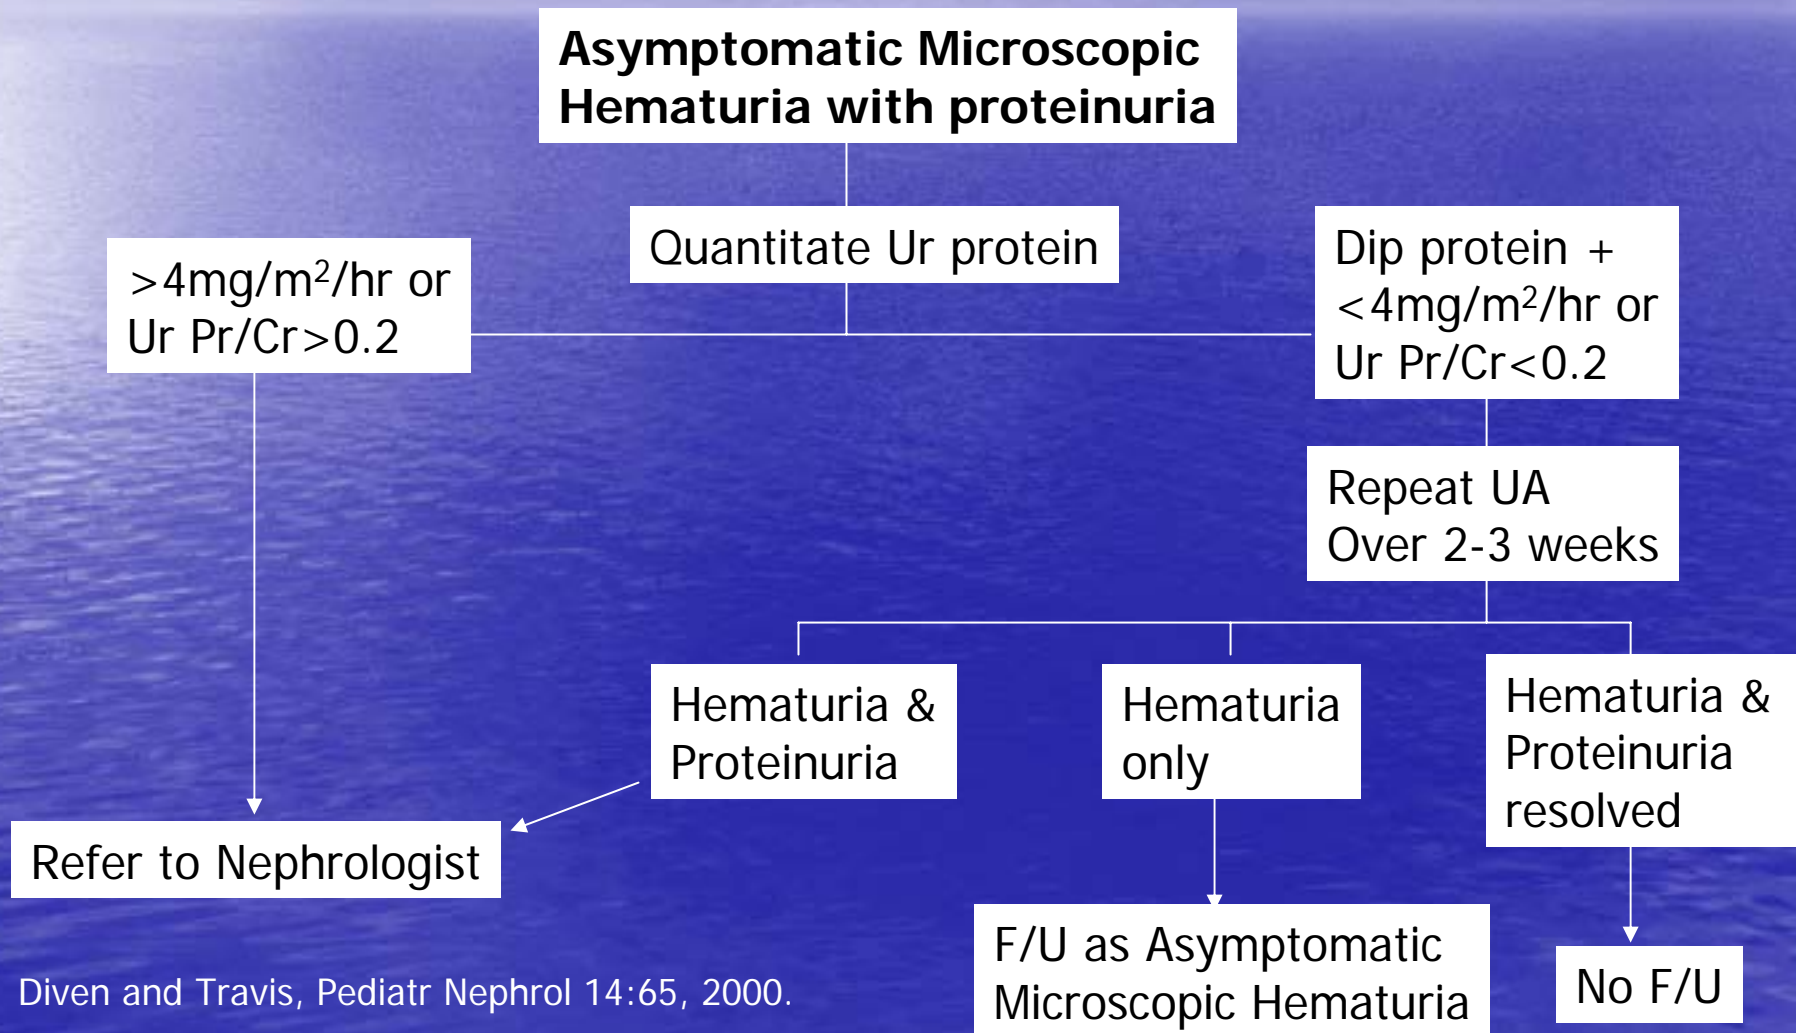 Asymptomatic Microscopic
Hematuria with proteinuria
Quantitate Ur protein
>4mg/m²/hr or
Ur Pr/Cr>0.2
Dip protein +
<4mg/m²/hr or
Ur Pr/Cr<0.2
Repeat UA
Over 2-3 weeks
Hematuria &
Proteinuria
Hematuria
only
Hematuria &
Proteinuria
resolved
Refer to Nephrologist
F/U as Asymptomatic
Microscopic Hematuria
No F/U
Diven and Travis, Pediatr Nephrol 14:65, 2000.